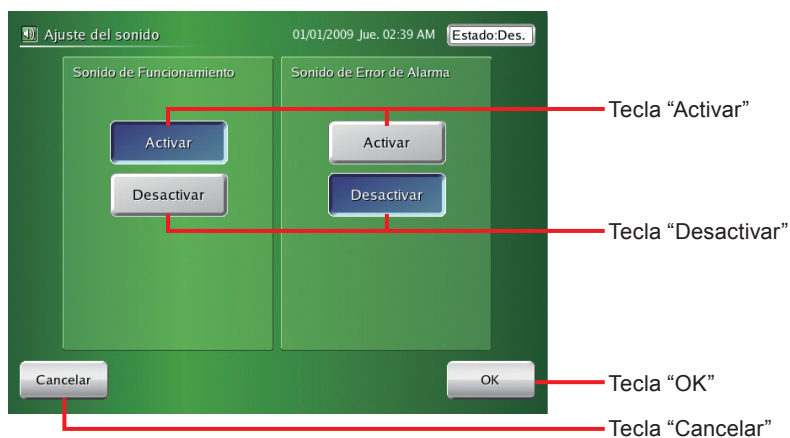 Ajuste del sonido 01/01/2009 Jue. 02:39 AM Estado:Des.
Sonido de Funcionamiento Sonido de Error de Alarma
Tecla “Activar”
Activar Activar
Desactivar Desactivar
Tecla “Desactivar”
Cancelar OK Tecla “OK”
Tecla “Cancelar”